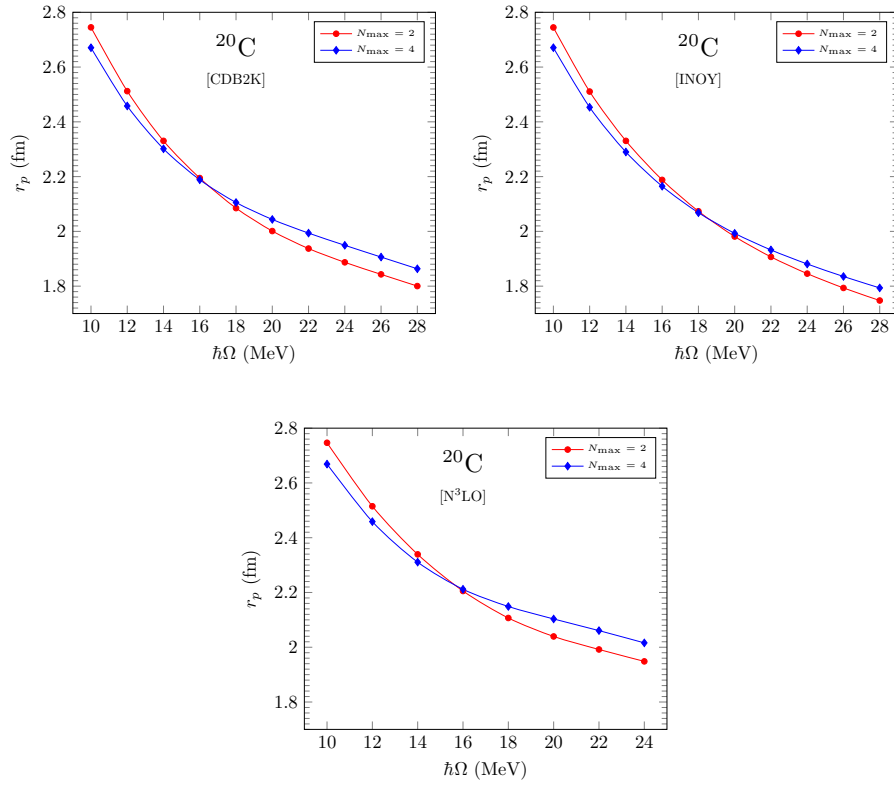 2.8
2.6
2.4
2.2
2
1.8
r_p (fm)
²⁰C
[CDB2K]
N_max = 2
N_max = 4
10 12 14 16 18 20 22 24 26 28
ℏΩ (MeV)
2.8
2.6
2.4
2.2
2
1.8
r_p (fm)
²⁰C
[INOY]
N_max = 2
N_max = 4
10 12 14 16 18 20 22 24 26 28
ℏΩ (MeV)
2.8
2.6
2.4
2.2
2
1.8
r_p (fm)
²⁰C
[N³LO]
N_max = 2
N_max = 4
10 12 14 16 18 20 22 24
ℏΩ (MeV)